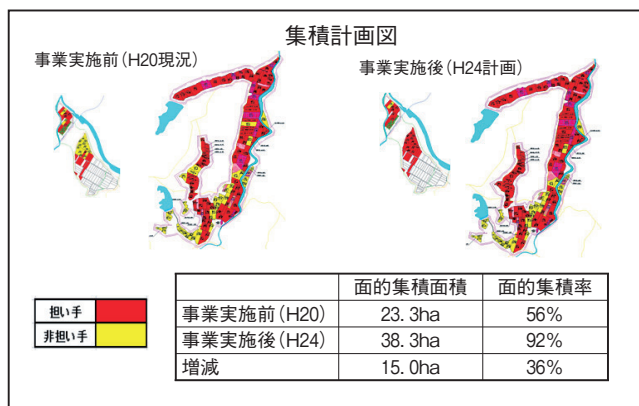 集積計画図
事業実施前(H20現況)
事業実施後(H24計画)
担い手
非担い手
面的集積面積 面的集積率
事業実施前(H20) 23.3ha 56%
事業実施後(H24) 38.3ha 92%
増減 15.0ha 36%